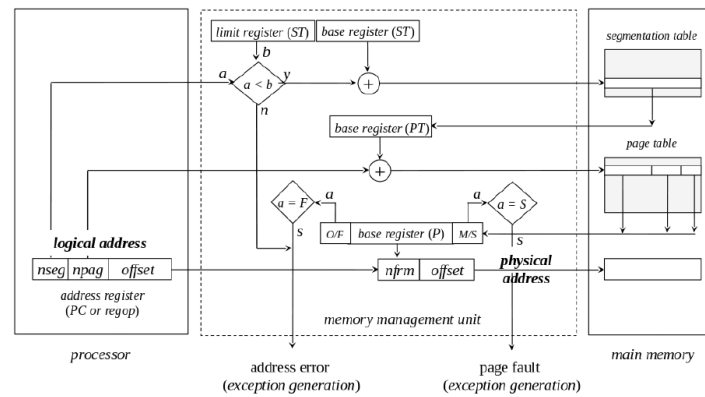 limit register (ST)
base register (ST)
segmentation table
b
a
a < b
y
+
n
base register (PT)
page table
+
a
a
a = F
a = S
s
O/F
base register (P)
M/S
s
logical address
physical
address
nseg
npag
offset
nfrm
offset
address register
(PC or regop)
memory management unit
processor
main memory
address error
(exception generation)
page fault
(exception generation)